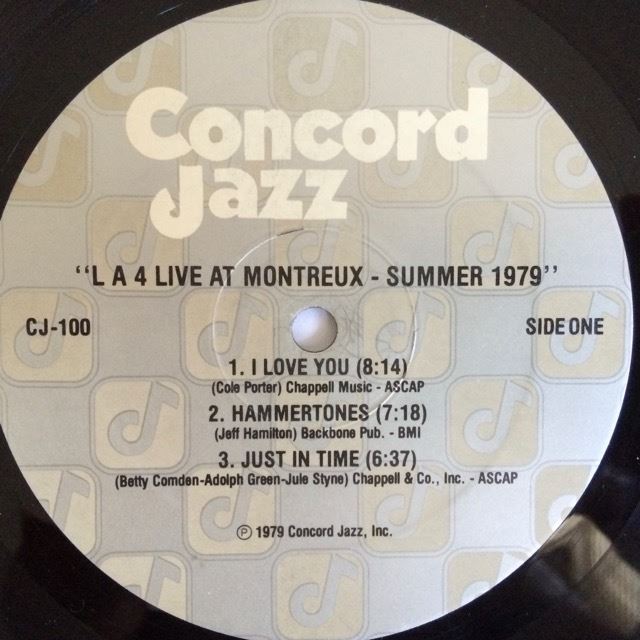 Concord
Jazz
"L A 4 LIVE AT MONTREUX - SUMMER 1979"
CJ-100
SIDE ONE
1. I LOVE YOU (8:14)
(Cole Porter) Chappell Music - ASCAP
2. HAMMERTONES (7:18)
(Jeff Hamilton) Backbone Pub. - BMI
3. JUST IN TIME (6:37)
(Betty Comden-Adolph Green-Jule Styne) Chappell & Co., Inc. - ASCAP
℗ 1979 Concord Jazz, Inc.